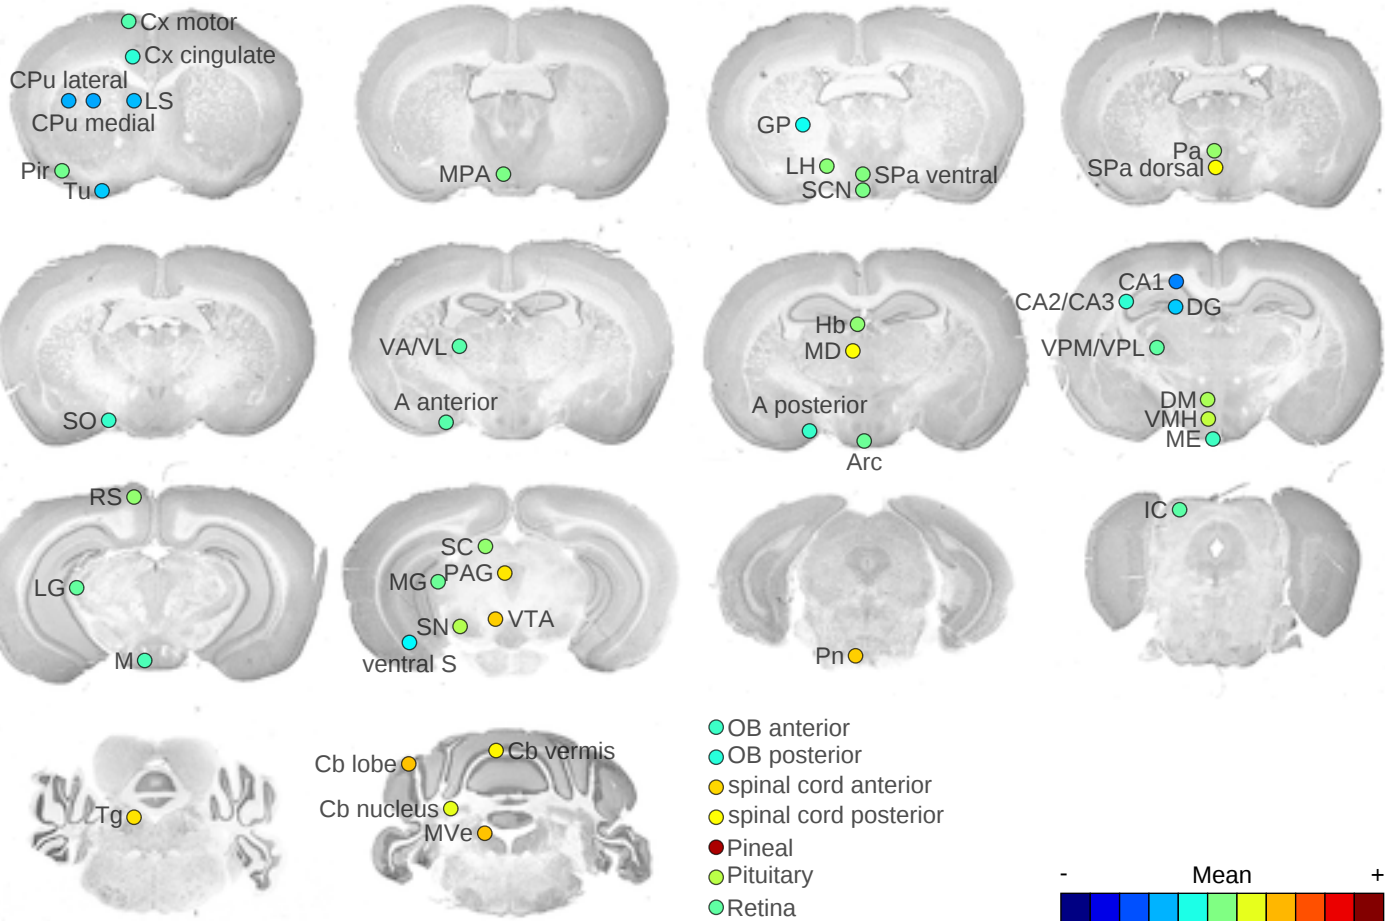 Cx motor
Cx cingulate
CPu lateral
LS
CPu medial
Pir
Tu
MPA
GP
LH
SPa ventral
SCN
Pa
SPa dorsal
SO
VA/VL
A anterior
Hb
MD
A posterior
Arc
CA1
CA2/CA3
DG
VPM/VPL
DM
VMH
ME
RS
LG
M
SC
PAG
MG
SN
VTA
ventral S
Pn
IC
Tg
Cb lobe
Cb vermis
Cb nucleus
MVe
OB anterior
OB posterior
spinal cord anterior
spinal cord posterior
Pineal
Pituitary
Retina
- Mean +